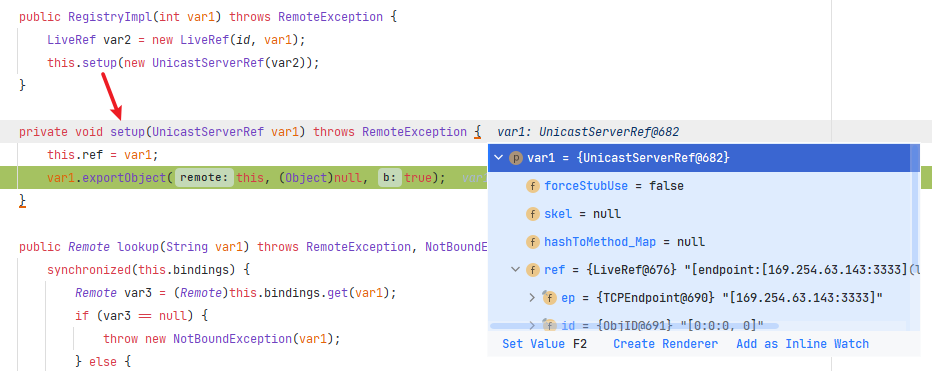 public RegistryImpl(int var1) throws RemoteException {
LiveRef var2 = new LiveRef(id, var1);
this.setup(new UnicastServerRef(var2));
}
private void setup(UnicastServerRef var1) throws RemoteException { var1: UnicastServerRef@682
this.ref = var1;
var1.exportObject( remote: this, (Object)null, b: true);
}
public Remote lookup(String var1) throws RemoteException, NotBoundE
synchronized(this.bindings) {
Remote var3 = (Remote)this.bindings.get(var1);
if (var3 == null) {
throw new NotBoundException(var1);
} else {
p var1 = {UnicastServerRef@682}
f forceStubUse = false
f skel = null
f hashToMethod_Map = null
f ref = {LiveRef@676} "[endpoint:[169.254.63.143:3333](l
f ep = {TCPEndpoint@690} "[169.254.63.143:3333]"
f id = {ObjID@691} "[0:0:0, 0]"
Set Value F2 Create Renderer Add as Inline Watch